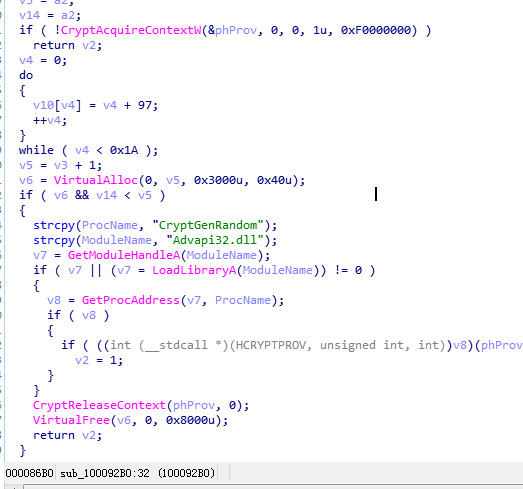 v14 = a2;
if ( !CryptAcquireContextW(&phProv, 0, 0, 1u, 0xF0000000) )
return v2;
v4 = 0;
do
{
v10[v4] = v4 + 97;
++v4;
}
while ( v4 < 0x1A );
v5 = v3 + 1;
v6 = VirtualAlloc(0, v5, 0x3000u, 0x40u);
if ( v6 && v14 < v5 )
{
strcpy(ProcName, "CryptGenRandom");
strcpy(ModuleName, "Advapi32.dll");
v7 = GetModuleHandleA(ModuleName);
if ( v7 || (v7 = LoadLibraryA(ModuleName)) != 0 )
{
v8 = GetProcAddress(v7, ProcName);
if ( v8 )
{
if ( ((int (__stdcall *)(HCRYPTPROV, unsigned int, int))v8)(phProv
v2 = 1;
}
}
CryptReleaseContext(phProv, 0);
VirtualFree(v6, 0, 0x8000u);
return v2;
}
000086B0 sub_100092B0:32 (100092B0)